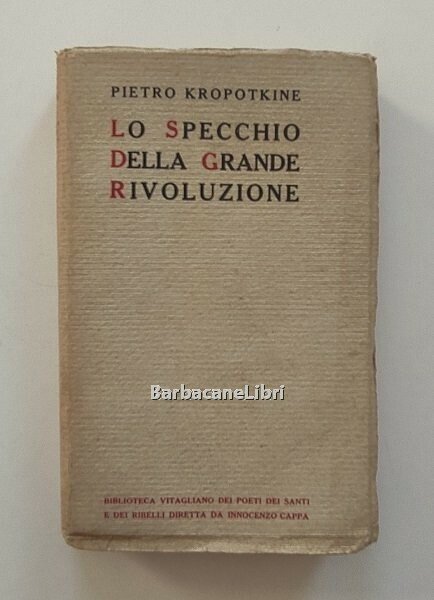 PIETRO KROPOTKINE
LO SPECCHIO
DELLA GRANDE
RIVOLUZIONE
BarbacaneLibri
BIBLIOTECA VITAGLIANO DEI POETI DEI SANTI
E DEI RIBELLI DIRETTA DA INNOCENZO CAPPA